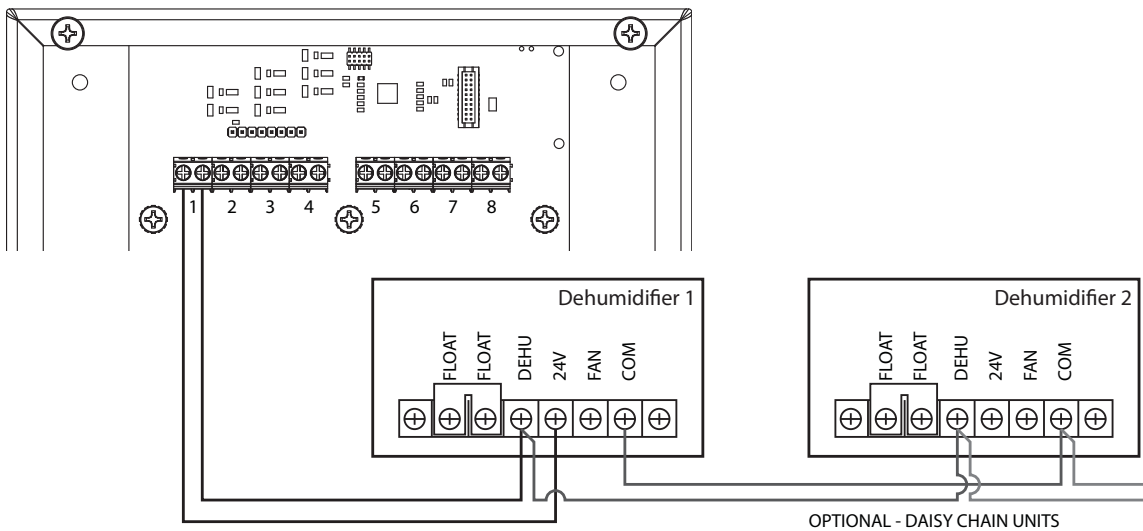 1 2 3 4 5 6 7 8
Dehumidifier 1
FLOAT FLOAT DEHU 24V FAN COM
Dehumidifier 2
FLOAT FLOAT DEHU 24V FAN COM
OPTIONAL - DAISY CHAIN UNITS